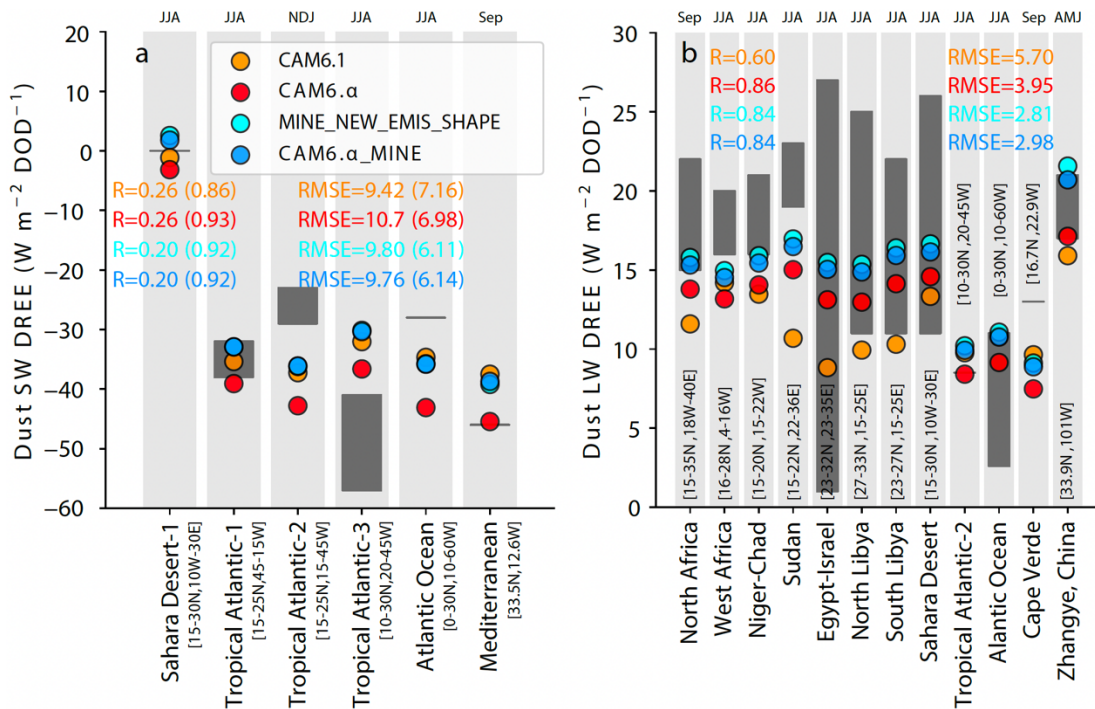 JJA JJA NDJ JJA JJA Sep
a
CAM6.1
CAM6.α
MINE_NEW_EMIS_SHAPE
CAM6.α_MINE
R=0.26 (0.86) RMSE=9.42 (7.16)
R=0.26 (0.93) RMSE=10.7 (6.98)
R=0.20 (0.92) RMSE=9.80 (6.11)
R=0.20 (0.92) RMSE=9.76 (6.14)
Dust SW DREE (W m⁻² DOD⁻¹)
20
10
0
−10
−20
−30
−40
−50
−60
Sahara Desert-1
[15-30N,10W-30E]
Tropical Atlantic-1
[15-25N,45-15W]
Tropical Atlantic-2
[15-25N,15-45W]
Tropical Atlantic-3
[10-30N,20-45W]
Atlantic Ocean
[0-30N,10-60W]
Mediterranean
[33.5N,12.6W]
Sep JJA JJA JJA JJA JJA JJA JJA JJA JJA Sep AMJ
b
R=0.60 RMSE=5.70
R=0.86 RMSE=3.95
R=0.84 RMSE=2.81
R=0.84 RMSE=2.98
Dust LW DREE (W m⁻² DOD⁻¹)
30
25
20
15
10
5
0
[15-35N,18W-40E]
[16-28N,4-16W]
[15-20N,15-22W]
[15-22N,22-36E]
[23-32N,23-35E]
[27-33N,15-25E]
[23-27N,15-25E]
[15-30N,10W-30E]
[10-30N,20-45W]
[0-30N,10-60W]
[16.7N,22.9W]
[33.9N,101W]
North Africa
West Africa
Niger-Chad
Sudan
Egypt-Israel
North Libya
South Libya
Sahara Desert
Tropical Atlantic-2
Alantic Ocean
Cape Verde
Zhangye, China